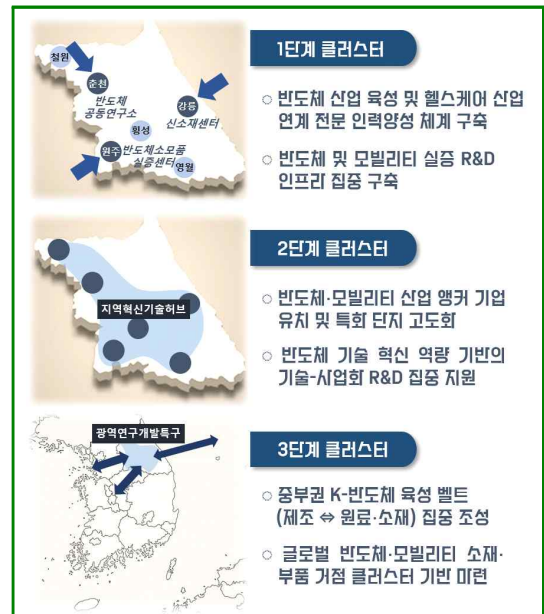 1단계 클러스터
철원
춘천
반도체
공동연구소
강릉
신소재센터
횡성
원주
반도체소모품
실증센터
영월
○ 반도체 산업 육성 및 헬스케어 산업
연계 전문 인력양성 체계 구축
○ 반도체 및 모빌리티 실증 R&D
인프라 집중 구축
2단계 클러스터
지역혁신기술허브
○ 반도체·모빌리티 산업 앵커 기업
유치 및 특화 단지 고도화
○ 반도체 기술 혁신 역량 기반의
기술-사업화 R&D 집중 지원
3단계 클러스터
광역연구개발특구
○ 중부권 K-반도체 육성 벨트
(제조 ⇔ 원료·소재) 집중 조성
○ 글로벌 반도체·모빌리티 소재·
부품 거점 클러스터 기반 마련